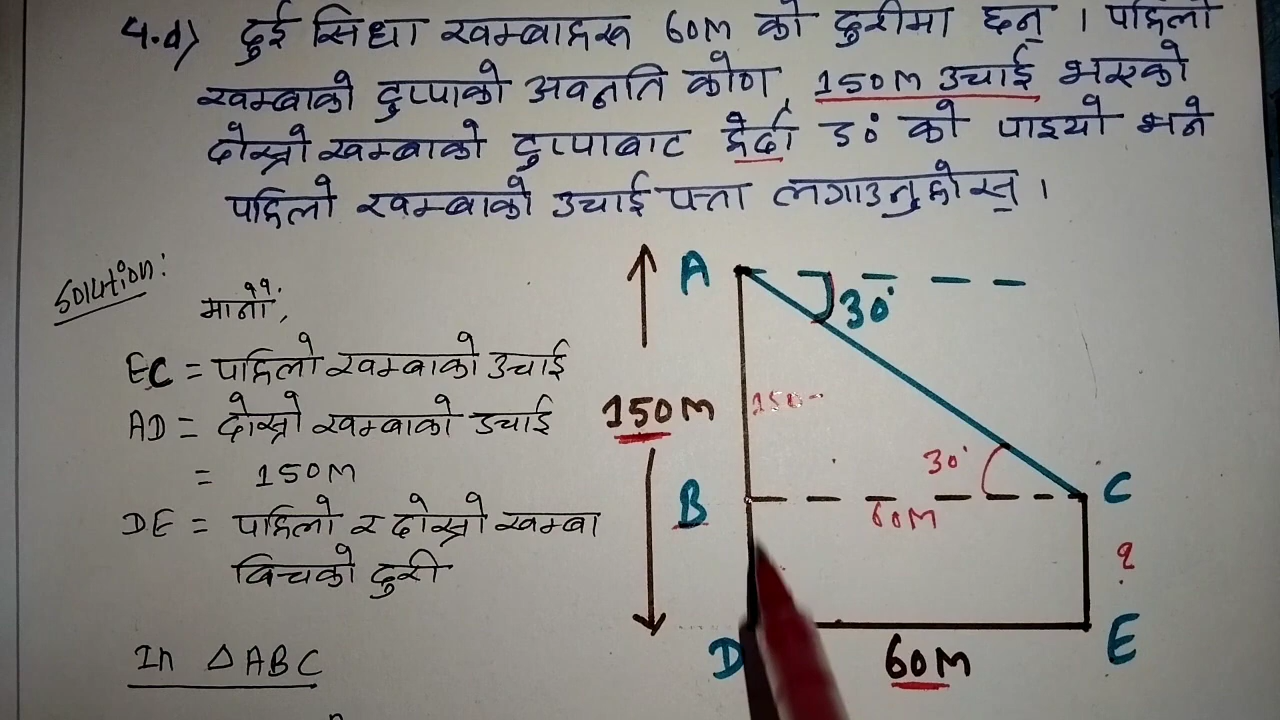 4.d) दुई सिधा खम्बाहरू 60M को दुरीमा छन् । पहिलो
खम्बाको टुप्पाको अवनति कोण, 150M उचाई भएको
दोस्रो खम्बाको टुप्पाबाट हेर्दा 30° को पाइयो भने
पहिलो खम्बाको उचाई पत्ता लगाउनुहोस् ।
Solution:
मानौं,
EC = पहिलो खम्बाको उचाई
AD = दोस्रो खम्बाको उचाई
= 150M
DE = पहिलो र दोस्रो खम्बा
बिचको दुरी
In △ABC
A
30°
150M
150
30°
B
60M
C
?
D
60M
E